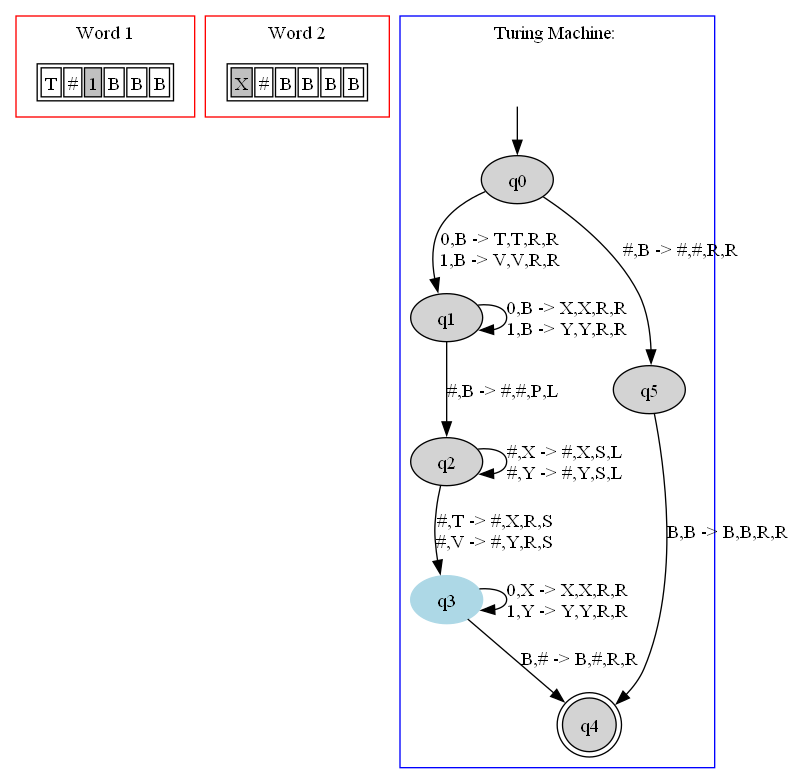 Word 1
T # 1 B B B
Word 2
X # B B B B
Turing Machine:
q0
0,B -> T,T,R,R
1,B -> V,V,R,R
#,B -> #,#,R,R
q1
0,B -> X,X,R,R
1,B -> Y,Y,R,R
#,B -> #,#,P,L
q5
q2
#,X -> #,X,S,L
#,Y -> #,Y,S,L
#,T -> #,X,R,S
#,V -> #,Y,R,S
B,B -> B,B,R,R
q3
0,X -> X,X,R,R
1,Y -> Y,Y,R,R
B,# -> B,#,R,R
q4